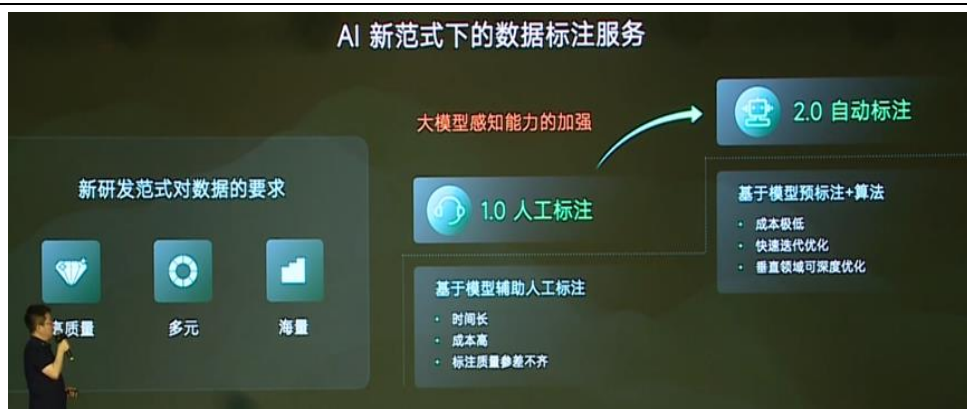 AI 新范式下的数据标注服务
新研发范式对数据的要求
质量
多元
海量
大模型感知能力的加强
1.0 人工标注
基于模型辅助人工标注
· 时间长
· 成本高
· 标注质量参差不齐
2.0 自动标注
基于模型预标注+算法
· 成本极低
· 快速迭代优化
· 垂直领域可深度优化